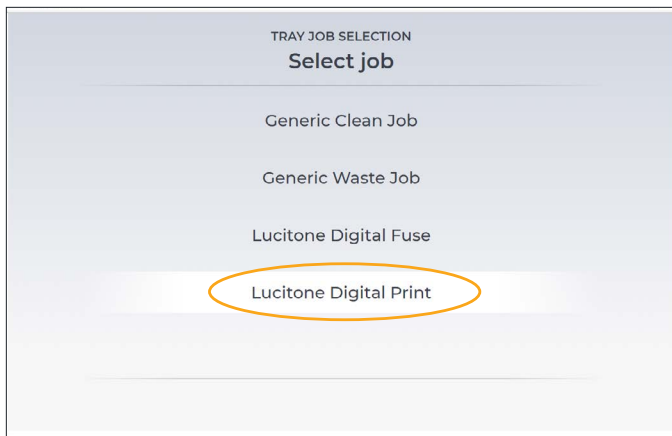 TRAY JOB SELECTION
Select job
Generic Clean Job
Generic Waste Job
Lucitone Digital Fuse
Lucitone Digital Print